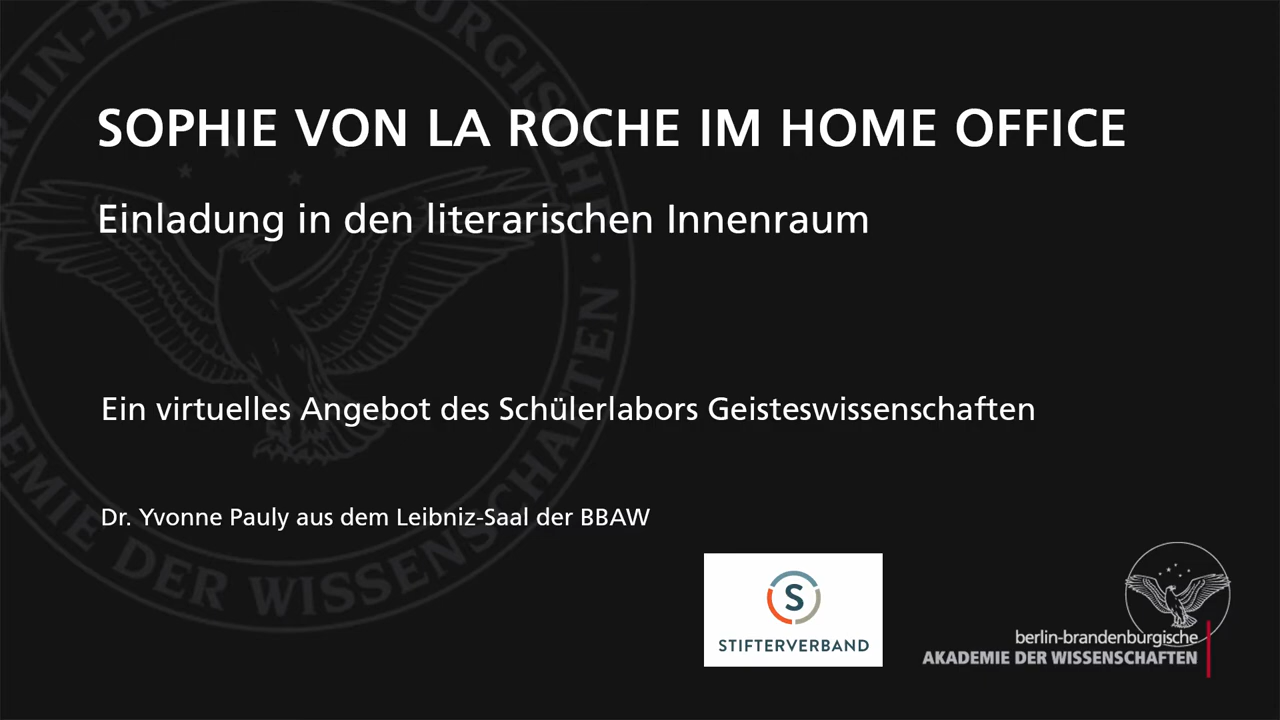 SOPHIE VON LA ROCHE IM HOME OFFICE
Einladung in den literarischen Innenraum
Ein virtuelles Angebot des Schülerlabors Geisteswissenschaften
Dr. Yvonne Pauly aus dem Leibniz-Saal der BBAW
S
STIFTERVERBAND
berlin-brandenburgische
AKADEMIE DER WISSENSCHAFTEN